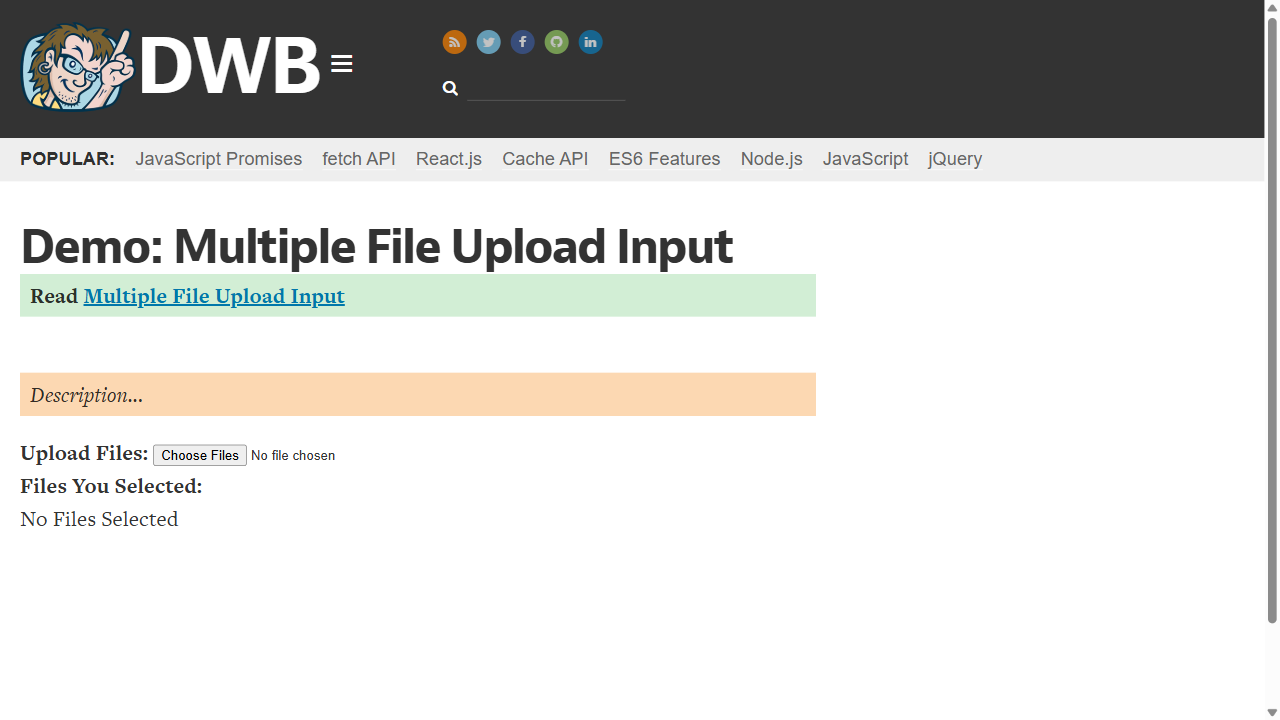 DWB
POPULAR: JavaScript Promises fetch API React.js Cache API ES6 Features Node.js JavaScript jQuery
Demo: Multiple File Upload Input
Read Multiple File Upload Input
Description...
Upload Files: Choose Files No file chosen
Files You Selected:
No Files Selected